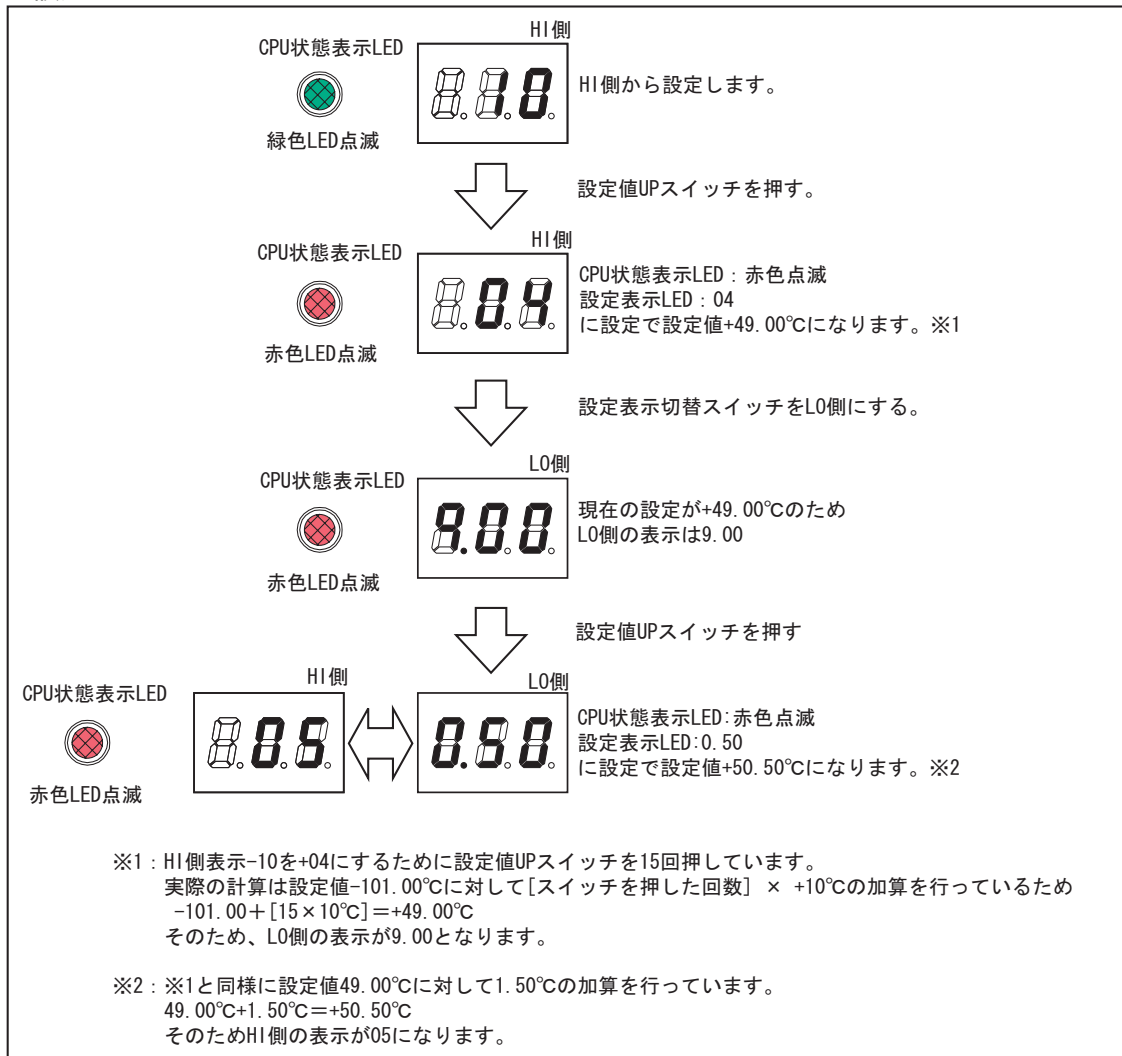 HI側
CPU状態表示LED
8.1.0.
HI側から設定します。
緑色LED点滅
設定値UPスイッチを押す。
HI側
CPU状態表示LED
8.0.4.
CPU状態表示LED：赤色点滅
設定表示LED：04
に設定で設定値+49.00℃になります。※1
赤色LED点滅
設定表示切替スイッチをLO側にする。
LO側
CPU状態表示LED
9.00
現在の設定が+49.00℃のため
LO側の表示は9.00
赤色LED点滅
設定値UPスイッチを押す
HI側
LO側
CPU状態表示LED
8.0.5.
0.50
CPU状態表示LED:赤色点滅
設定表示LED:0.50
に設定で設定値+50.50℃になります。※2
赤色LED点滅
※1：HI側表示-10を+04にするために設定値UPスイッチを15回押しています。
実際の計算は設定値-101.00℃に対して[スイッチを押した回数] × +10℃の加算を行っているため
-101.00＋[15×10℃]＝+49.00℃
そのため、LO側の表示が9.00となります。
※2：※1と同様に設定値49.00℃に対して1.50℃の加算を行っています。
49.00℃+1.50℃＝+50.50℃
そのためHI側の表示が05になります。